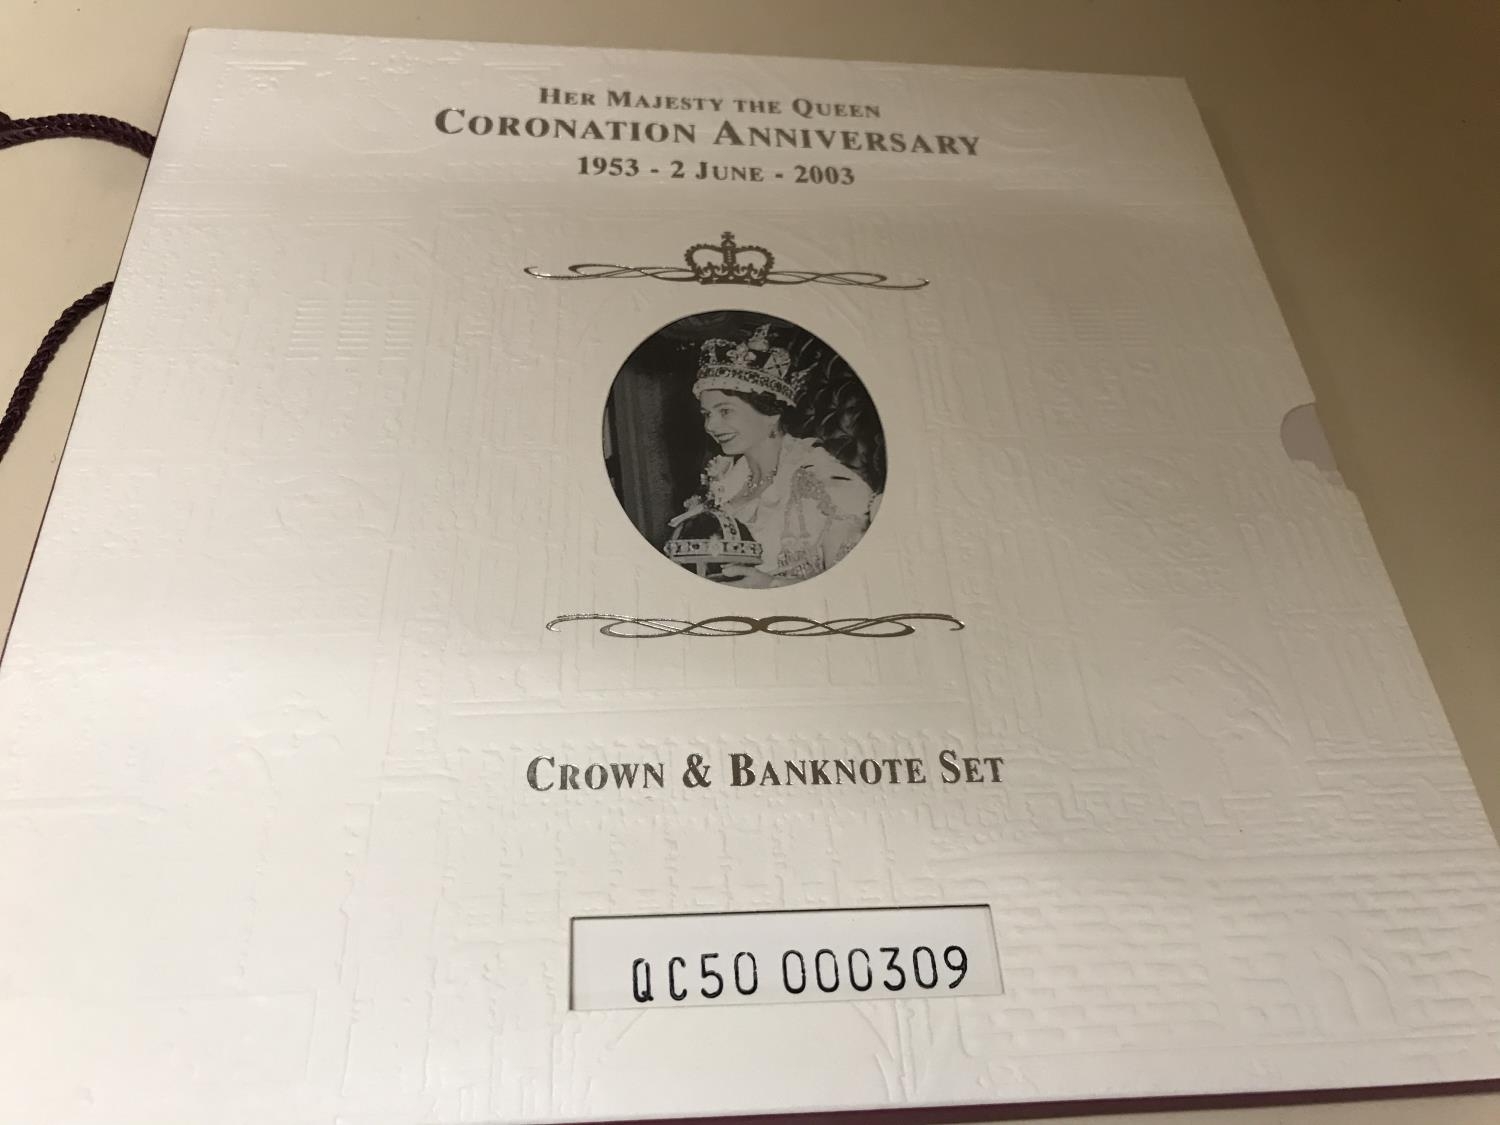 Her Majesty the Queen
Coronation Anniversary
1953 - 2 June - 2003
Crown & Banknote Set
QC50 000309